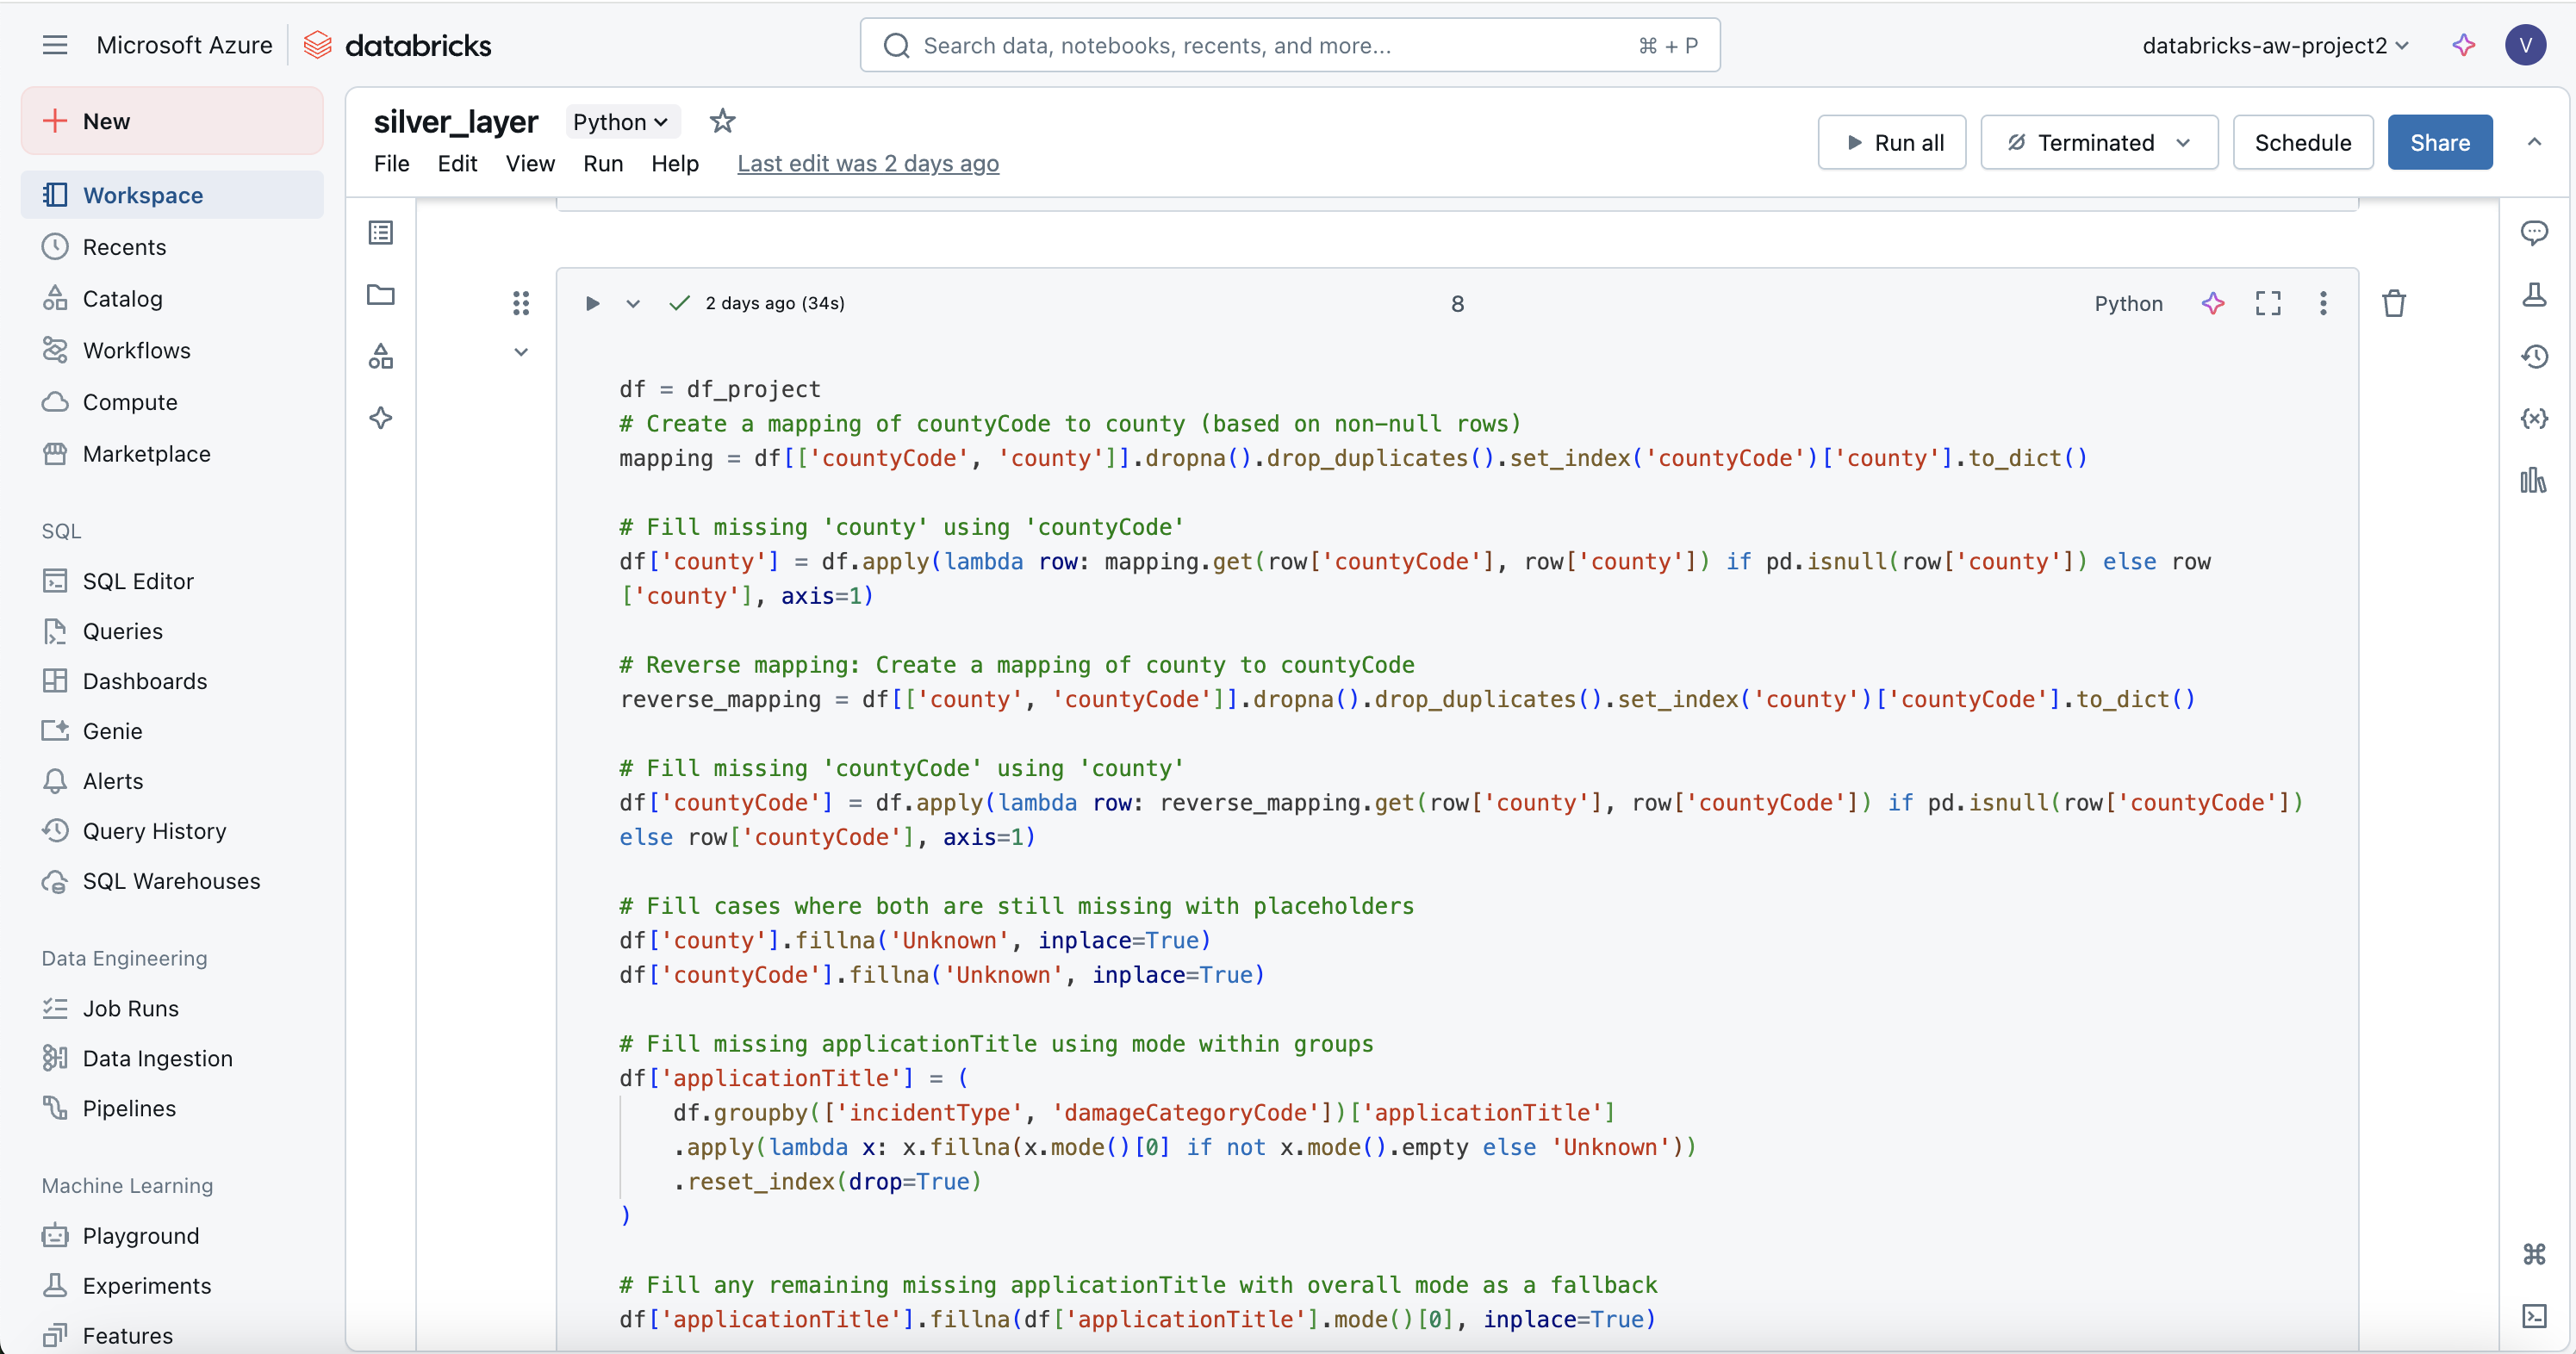 Microsoft Azure
databricks
Search data, notebooks, recents, and more...
⌘ + P
databricks-aw-project2
V
New
Workspace
Recents
Catalog
Workflows
Compute
Marketplace
SQL
SQL Editor
Queries
Dashboards
Genie
Alerts
Query History
SQL Warehouses
Data Engineering
Job Runs
Data Ingestion
Pipelines
Machine Learning
Playground
Experiments
Features
silver_layer
Python
File
Edit
View
Run
Help
Last edit was 2 days ago
Run all
Terminated
Schedule
Share
2 days ago (34s)
8
Python
df = df_project
# Create a mapping of countyCode to county (based on non-null rows)
mapping = df[['countyCode', 'county']].dropna().drop_duplicates().set_index('countyCode')['county'].to_dict()
# Fill missing 'county' using 'countyCode'
df['county'] = df.apply(lambda row: mapping.get(row['countyCode'], row['county']) if pd.isnull(row['county']) else row
['county'], axis=1)
# Reverse mapping: Create a mapping of county to countyCode
reverse_mapping = df[['county', 'countyCode']].dropna().drop_duplicates().set_index('county')['countyCode'].to_dict()
# Fill missing 'countyCode' using 'county'
df['countyCode'] = df.apply(lambda row: reverse_mapping.get(row['county'], row['countyCode']) if pd.isnull(row['countyCode'])
else row['countyCode'], axis=1)
# Fill cases where both are still missing with placeholders
df['county'].fillna('Unknown', inplace=True)
df['countyCode'].fillna('Unknown', inplace=True)
# Fill missing applicationTitle using mode within groups
df['applicationTitle'] = (
df.groupby(['incidentType', 'damageCategoryCode'])['applicationTitle']
.apply(lambda x: x.fillna(x.mode()[0] if not x.mode().empty else 'Unknown'))
.reset_index(drop=True)
)
# Fill any remaining missing applicationTitle with overall mode as a fallback
df['applicationTitle'].fillna(df['applicationTitle'].mode()[0], inplace=True)